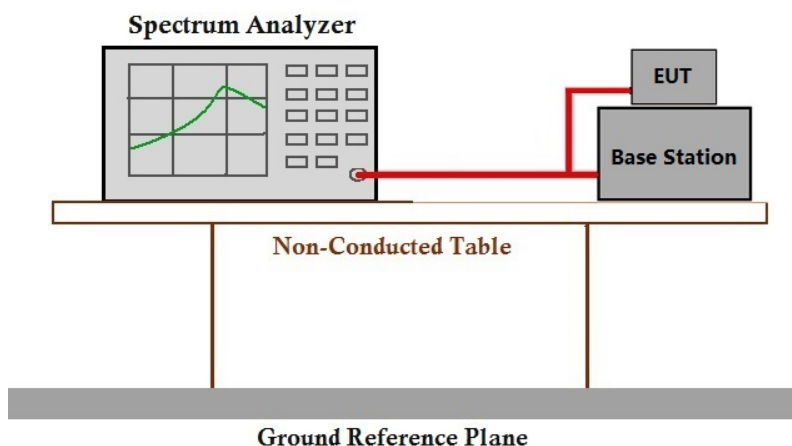 Spectrum Analyzer
EUT
Base Station
Non-Conducted Table
Ground Reference Plane